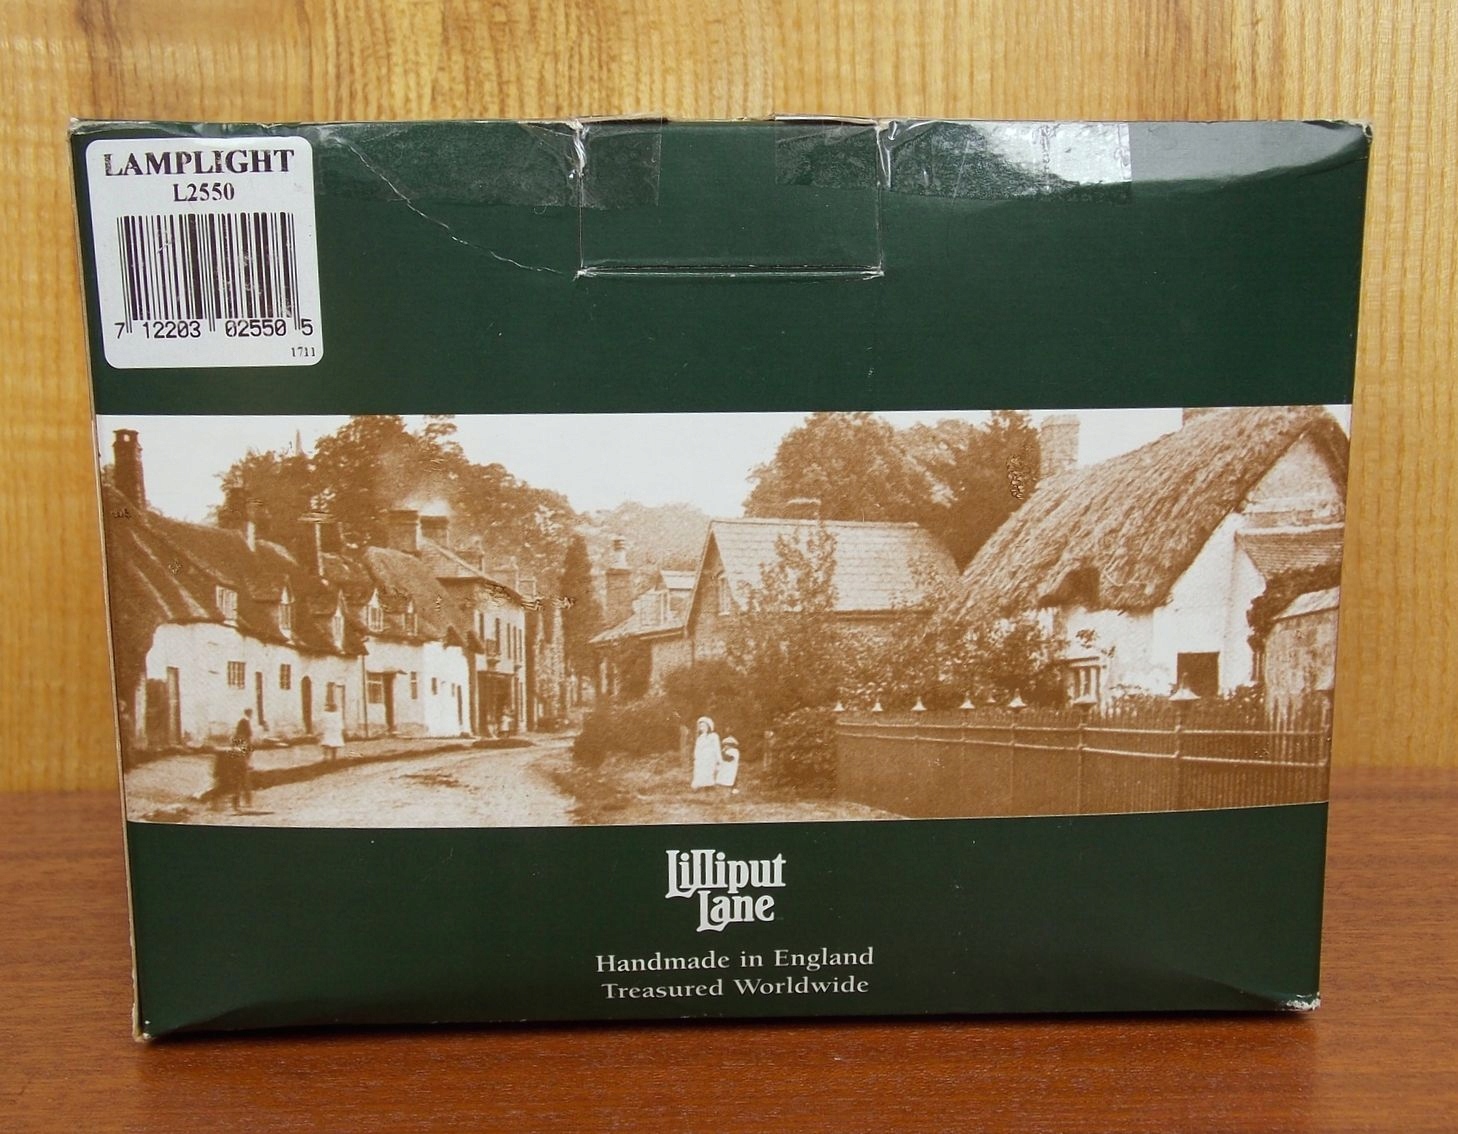 LAMPLIGHT
L2550
7 12203 02550 5
1711
Lilliput
Lane
Handmade in England
Treasured Worldwide